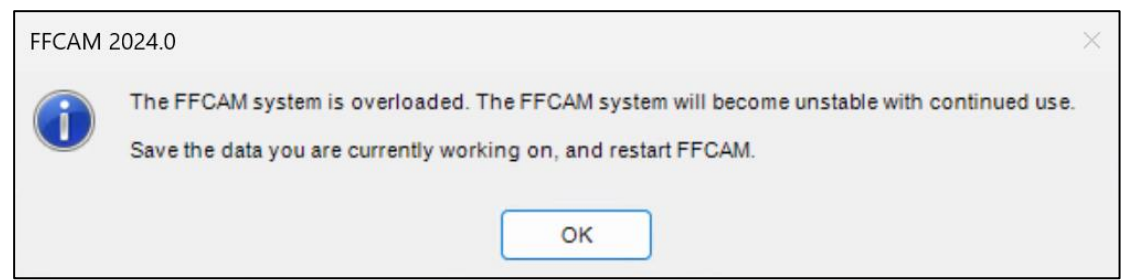 FFCAM 2024.0
The FFCAM system is overloaded. The FFCAM system will become unstable with continued use.
Save the data you are currently working on, and restart FFCAM.
OK